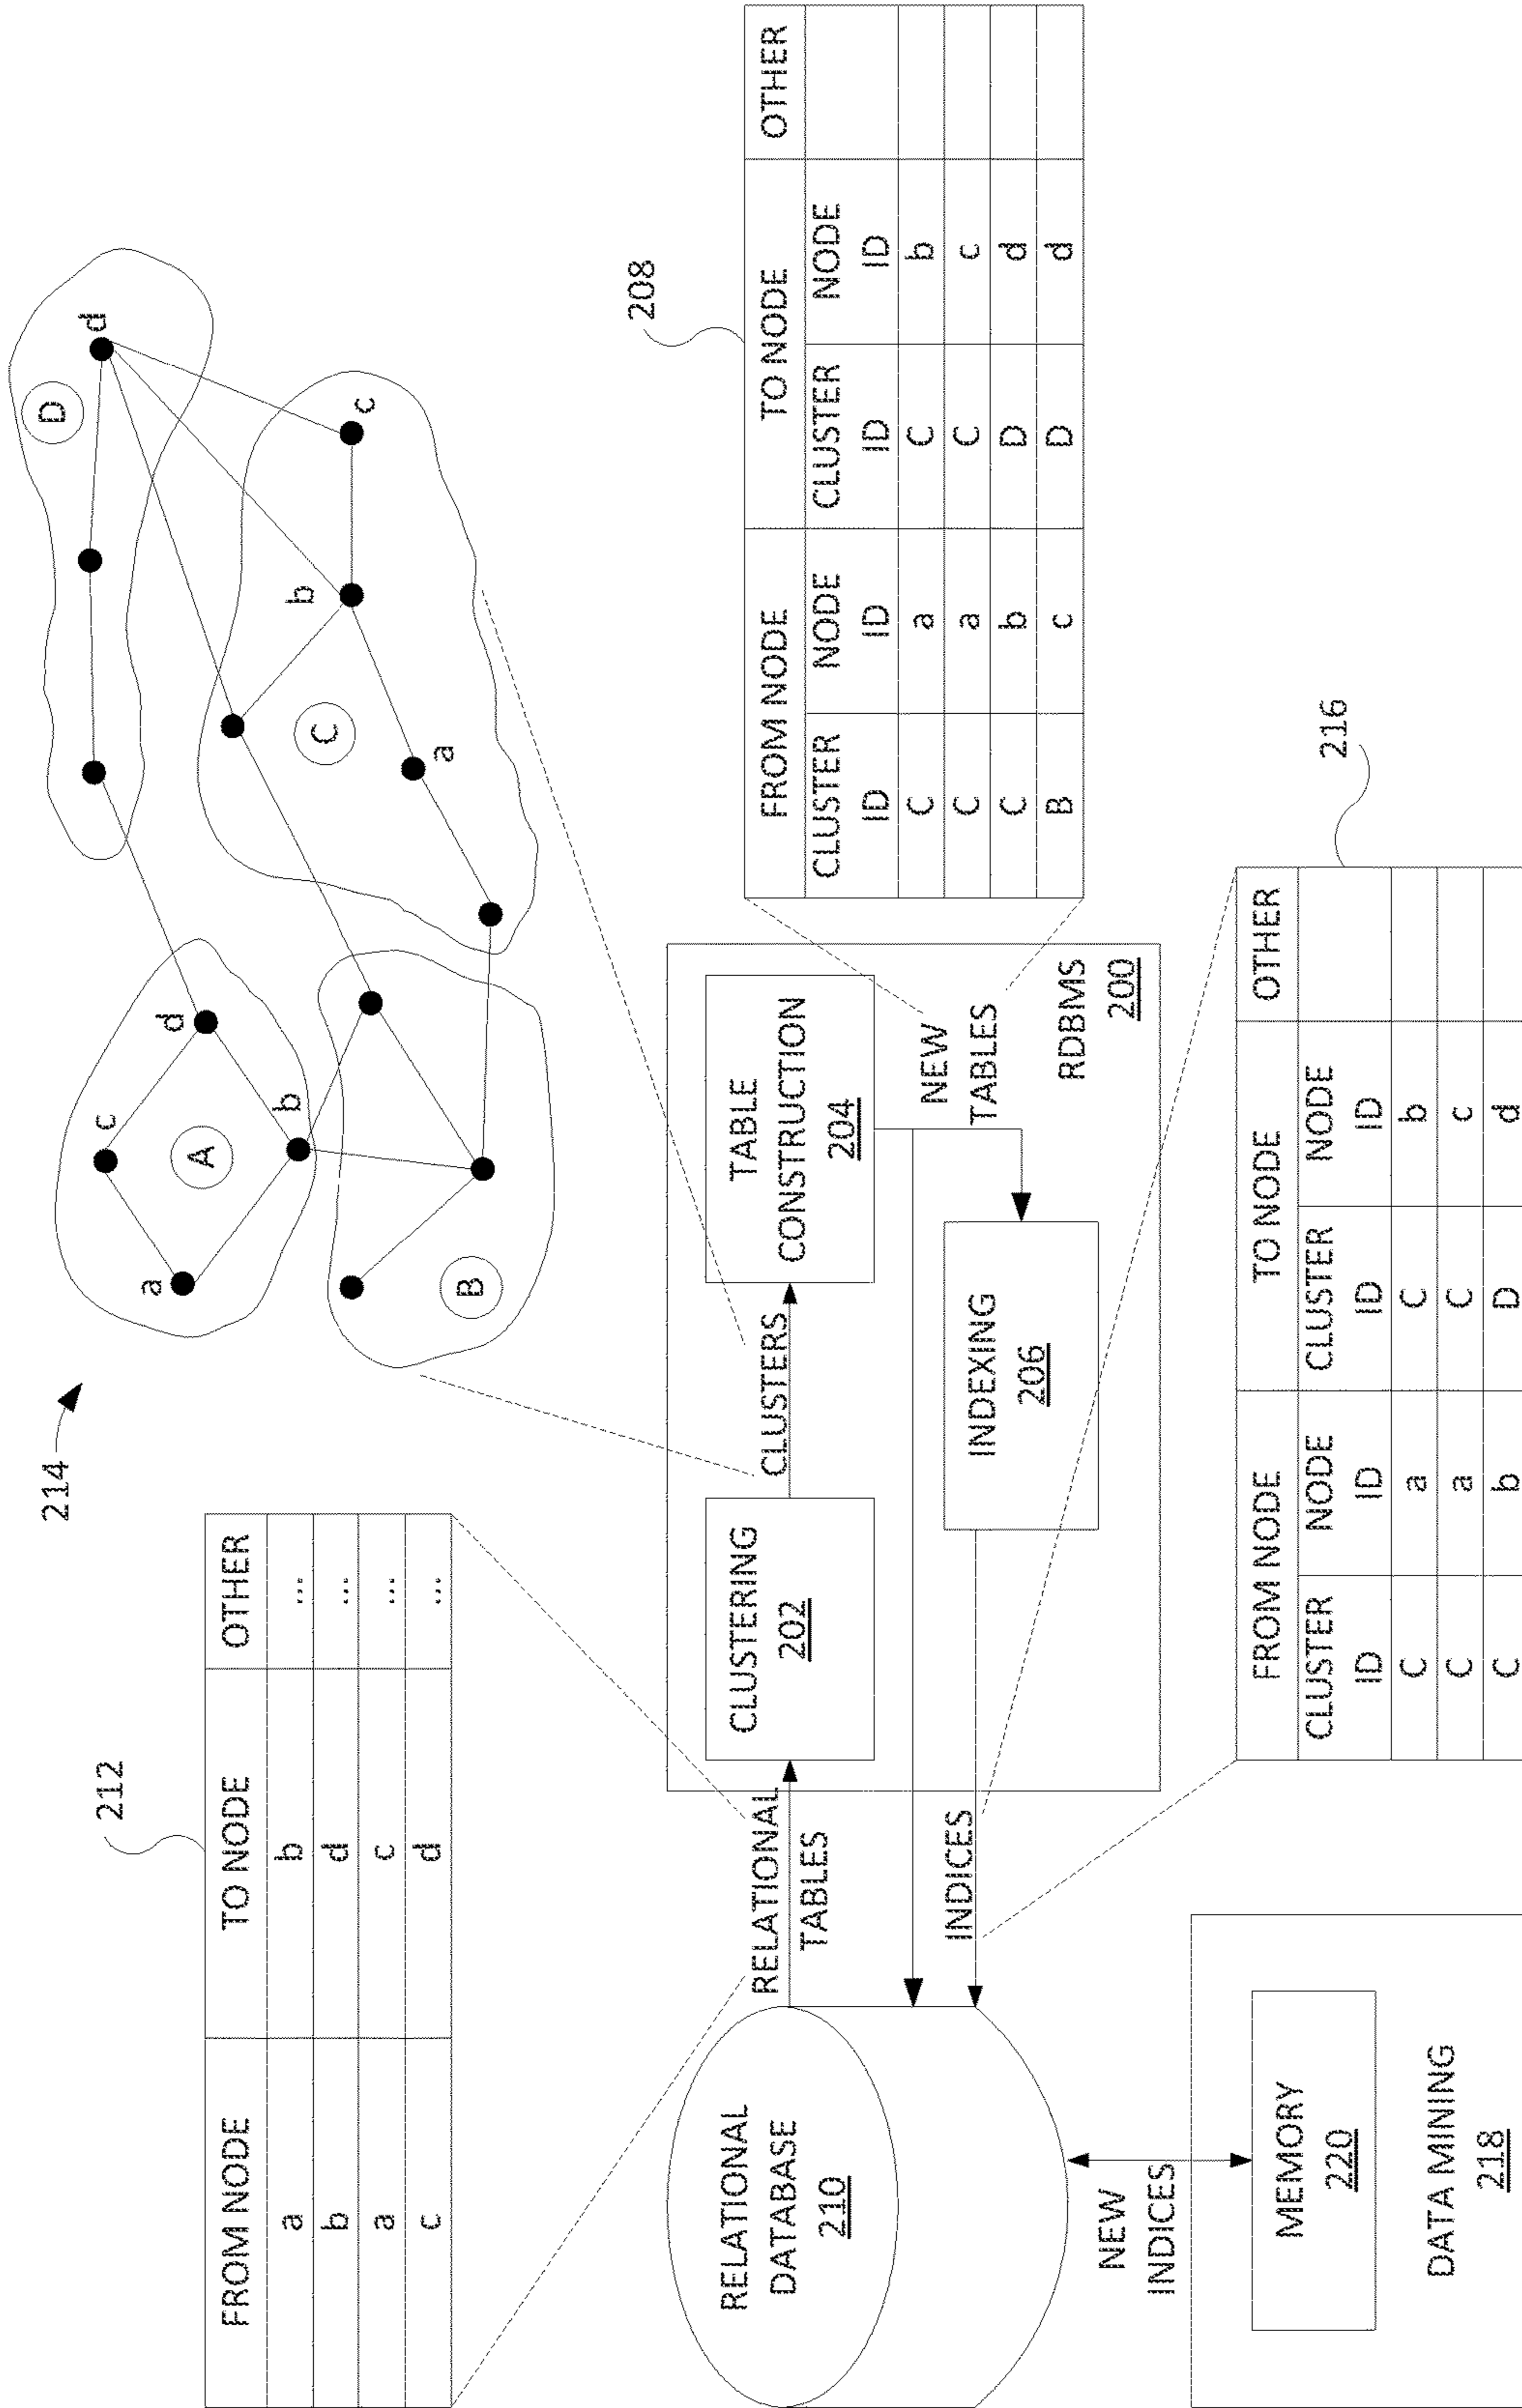 214
212
FROM NODE TO NODE OTHER
a b ...
b d ...
a c ...
c d ...
a
c
d
b
A
B
D
d
b
c
C
a
RELATIONAL
DATABASE
210
RELATIONAL
TABLES
CLUSTERING
202
CLUSTERS
TABLE
CONSTRUCTION
204
INDICES
INDEXING
206
NEW
TABLES
RDBMS
200
208
FROM NODE TO NODE OTHER
CLUSTER NODE CLUSTER NODE
ID ID ID ID
C a C b
C a C c
C b D d
B c D d
NEW
INDICES
MEMORY
220
DATA MINING
218
216
FROM NODE TO NODE OTHER
CLUSTER NODE CLUSTER NODE
ID ID ID ID
C a C b
C a C c
C b D d